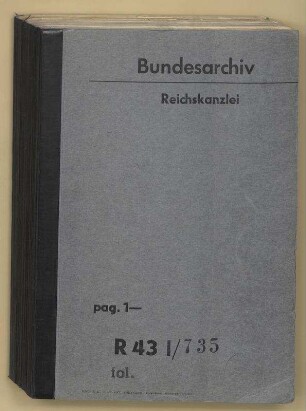 Bundesarchiv
Reichskanzlei
pag. 1—
R 43 I/735
fol.